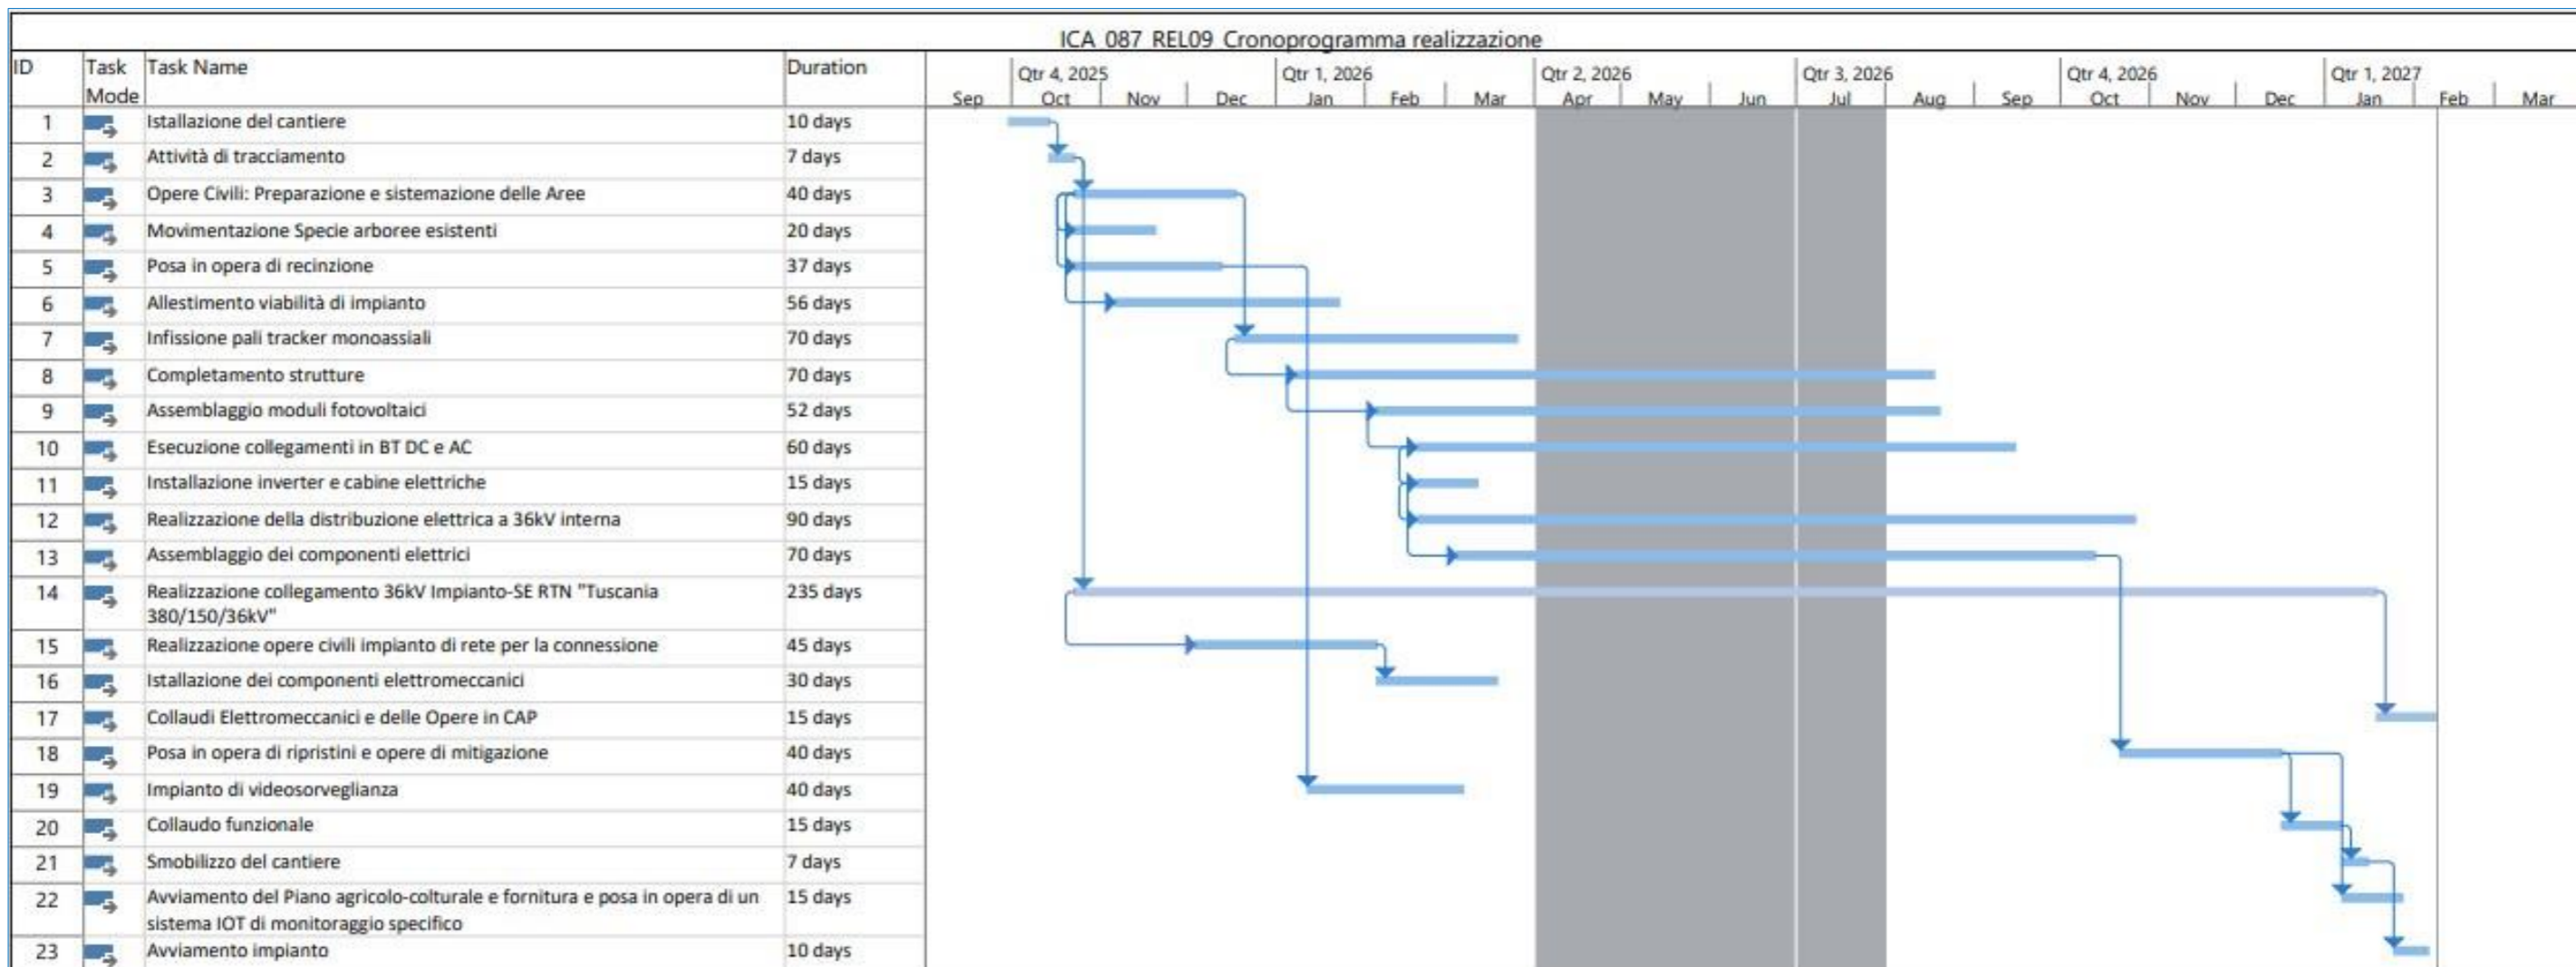 ICA_087_REL09_Cronoprogramma realizzazione
ID Task Mode Task Name Duration
Qtr 4, 2025 Qtr 1, 2026 Qtr 2, 2026 Qtr 3, 2026 Qtr 4, 2026 Qtr 1, 2027
Sep Oct Nov Dec Jan Feb Mar Apr May Jun Jul Aug Sep Oct Nov Dec Jan Feb Mar
1 Istallazione del cantiere 10 days
2 Attività di tracciamento 7 days
3 Opere Civili: Preparazione e sistemazione delle Aree 40 days
4 Movimentazione Specie arboree esistenti 20 days
5 Posa in opera di recinzione 37 days
6 Allestimento viabilità di impianto 56 days
7 Infissione pali tracker monoassiali 70 days
8 Completamento strutture 70 days
9 Assemblaggio moduli fotovoltaici 52 days
10 Esecuzione collegamenti in BT DC e AC 60 days
11 Installazione inverter e cabine elettriche 15 days
12 Realizzazione della distribuzione elettrica a 36kV interna 90 days
13 Assemblaggio dei componenti elettrici 70 days
14 Realizzazione collegamento 36kV Impianto-SE RTN "Tuscania 235 days
380/150/36kV"
15 Realizzazione opere civili impianto di rete per la connessione 45 days
16 Istallazione dei componenti elettromeccanici 30 days
17 Collaudi Elettromeccanici e delle Opere in CAP 15 days
18 Posa in opera di ripristini e opere di mitigazione 40 days
19 Impianto di videosorveglianza 40 days
20 Collaudo funzionale 15 days
21 Smobilizzo del cantiere 7 days
22 Avviamento del Piano agricolo-colturale e fornitura e posa in opera di un 15 days
sistema IOT di monitoraggio specifico
23 Avviamento impianto 10 days